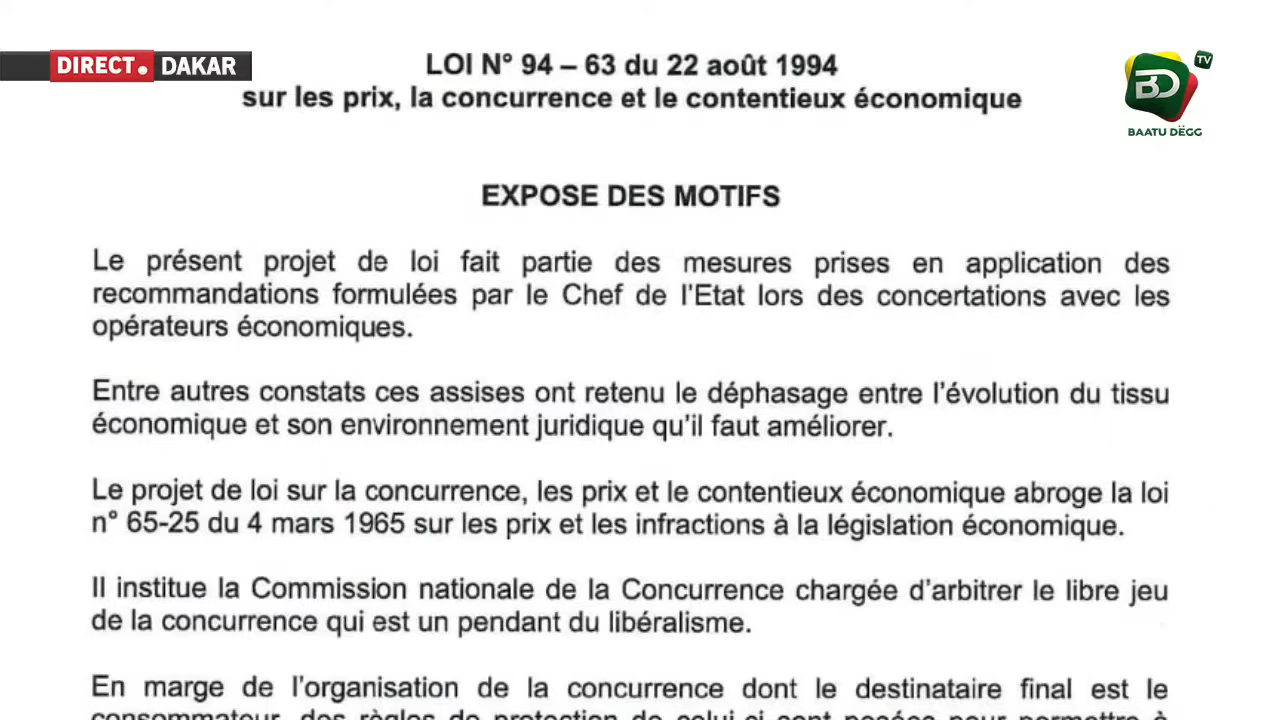 DIRECT. DAKAR
TV
BD
BAATU DËGG
LOI N° 94 – 63 du 22 août 1994
sur les prix, la concurrence et le contentieux économique
EXPOSE DES MOTIFS
Le présent projet de loi fait partie des mesures prises en application des
recommandations formulées par le Chef de l'Etat lors des concertations avec les
opérateurs économiques.
Entre autres constats ces assises ont retenu le déphasage entre l'évolution du tissu
économique et son environnement juridique qu'il faut améliorer.
Le projet de loi sur la concurrence, les prix et le contentieux économique abroge la loi
n° 65-25 du 4 mars 1965 sur les prix et les infractions à la législation économique.
Il institue la Commission nationale de la Concurrence chargée d'arbitrer le libre jeu
de la concurrence qui est un pendant du libéralisme.
En marge de l'organisation de la concurrence dont le destinataire final est le
consommateur, des règles de protection de celui-ci sont posées pour permettre à